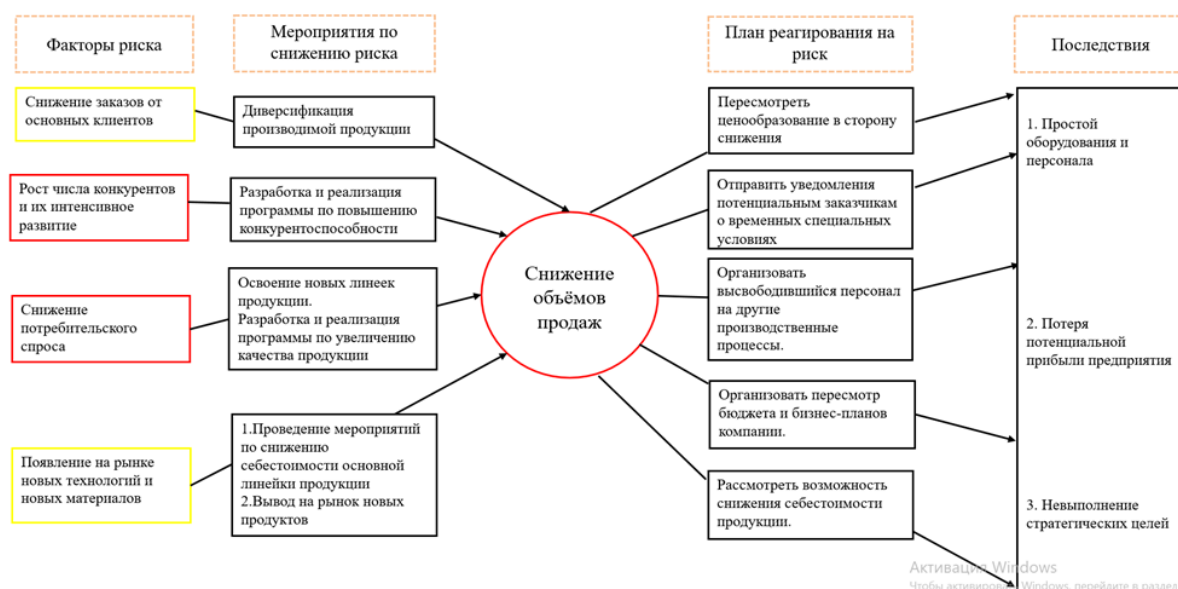 Факторы риска
Мероприятия по
снижению риска
План реагирования на
риск
Последствия
Снижение заказов от
основных клиентов
Рост числа конкурентов
и их интенсивное
развитие
Снижение
потребительского
спроса
Появление на рынке
новых технологий и
новых материалов
Диверсификация
производимой продукции
Разработка и реализация
программы по повышению
конкурентоспособности
Освоение новых линеек
продукции.
Разработка и реализация
программы по увеличению
качества продукции
1.Проведение мероприятий
по снижению
себестоимости основной
линейки продукции
2.Вывод на рынок новых
продуктов
Снижение
объёмов
продаж
Пересмотреть
ценообразование в сторону
снижения
Отправить уведомления
потенциальным заказчикам
о временных специальных
условиях
Организовать
высвободившийся персонал
на другие
производственные
процессы.
Организовать пересмотр
бюджета и бизнес-планов
компании.
Рассмотреть возможность
снижения себестоимости
продукции.
1. Простой
оборудования и
персонала
2. Потеря
потенциальной
прибыли предприятия
3. Невыполнение
стратегических целей
Активация Windows
Чтобы активировать Windows, перейдите в раздел